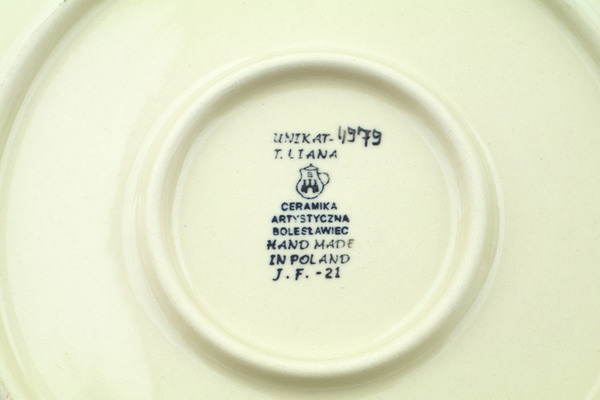 UNIKAT-4979
T. LIANA
CERAMIKA
ARTYSTYCZNA
BOLESŁAWIEC
HAND MADE
IN POLAND
J.F.-21